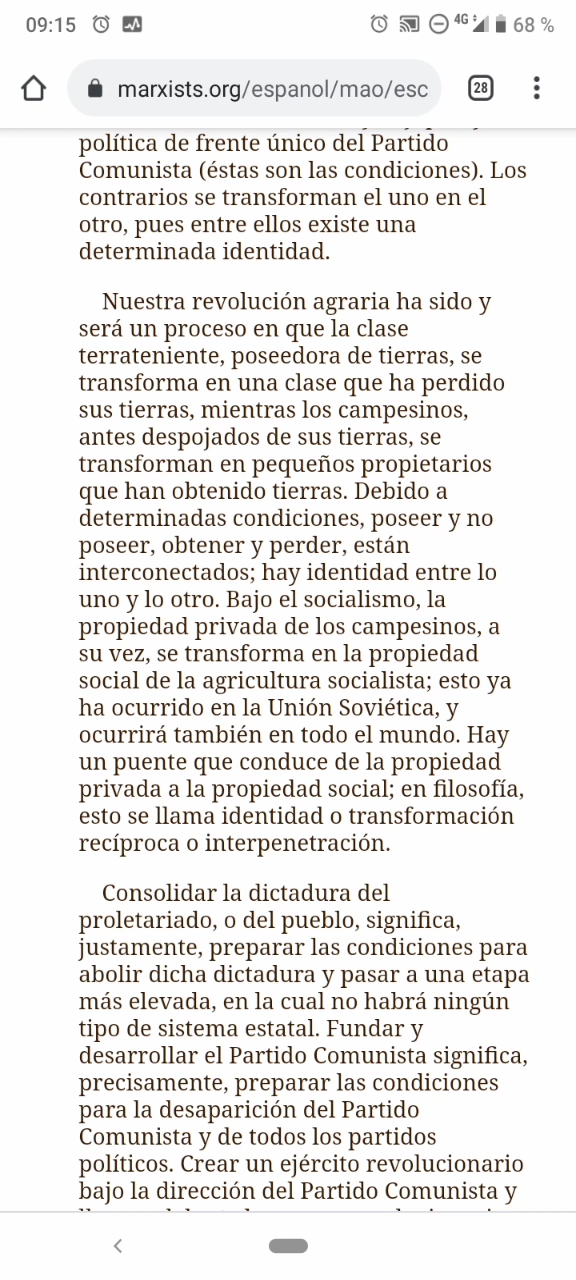 09:15
4G 68 %
marxists.org/espanol/mao/esc
28
política de frente único del Partido
Comunista (éstas son las condiciones). Los
contrarios se transforman el uno en el
otro, pues entre ellos existe una
determinada identidad.
Nuestra revolución agraria ha sido y
será un proceso en que la clase
terrateniente, poseedora de tierras, se
transforma en una clase que ha perdido
sus tierras, mientras los campesinos,
antes despojados de sus tierras, se
transforman en pequeños propietarios
que han obtenido tierras. Debido a
determinadas condiciones, poseer y no
poseer, obtener y perder, están
interconectados; hay identidad entre lo
uno y lo otro. Bajo el socialismo, la
propiedad privada de los campesinos, a
su vez, se transforma en la propiedad
social de la agricultura socialista; esto ya
ha ocurrido en la Unión Soviética, y
ocurrirá también en todo el mundo. Hay
un puente que conduce de la propiedad
privada a la propiedad social; en filosofía,
esto se llama identidad o transformación
recíproca o interpenetración.
Consolidar la dictadura del
proletariado, o del pueblo, significa,
justamente, preparar las condiciones para
abolir dicha dictadura y pasar a una etapa
más elevada, en la cual no habrá ningún
tipo de sistema estatal. Fundar y
desarrollar el Partido Comunista significa,
precisamente, preparar las condiciones
para la desaparición del Partido
Comunista y de todos los partidos
políticos. Crear un ejército revolucionario
bajo la dirección del Partido Comunista y